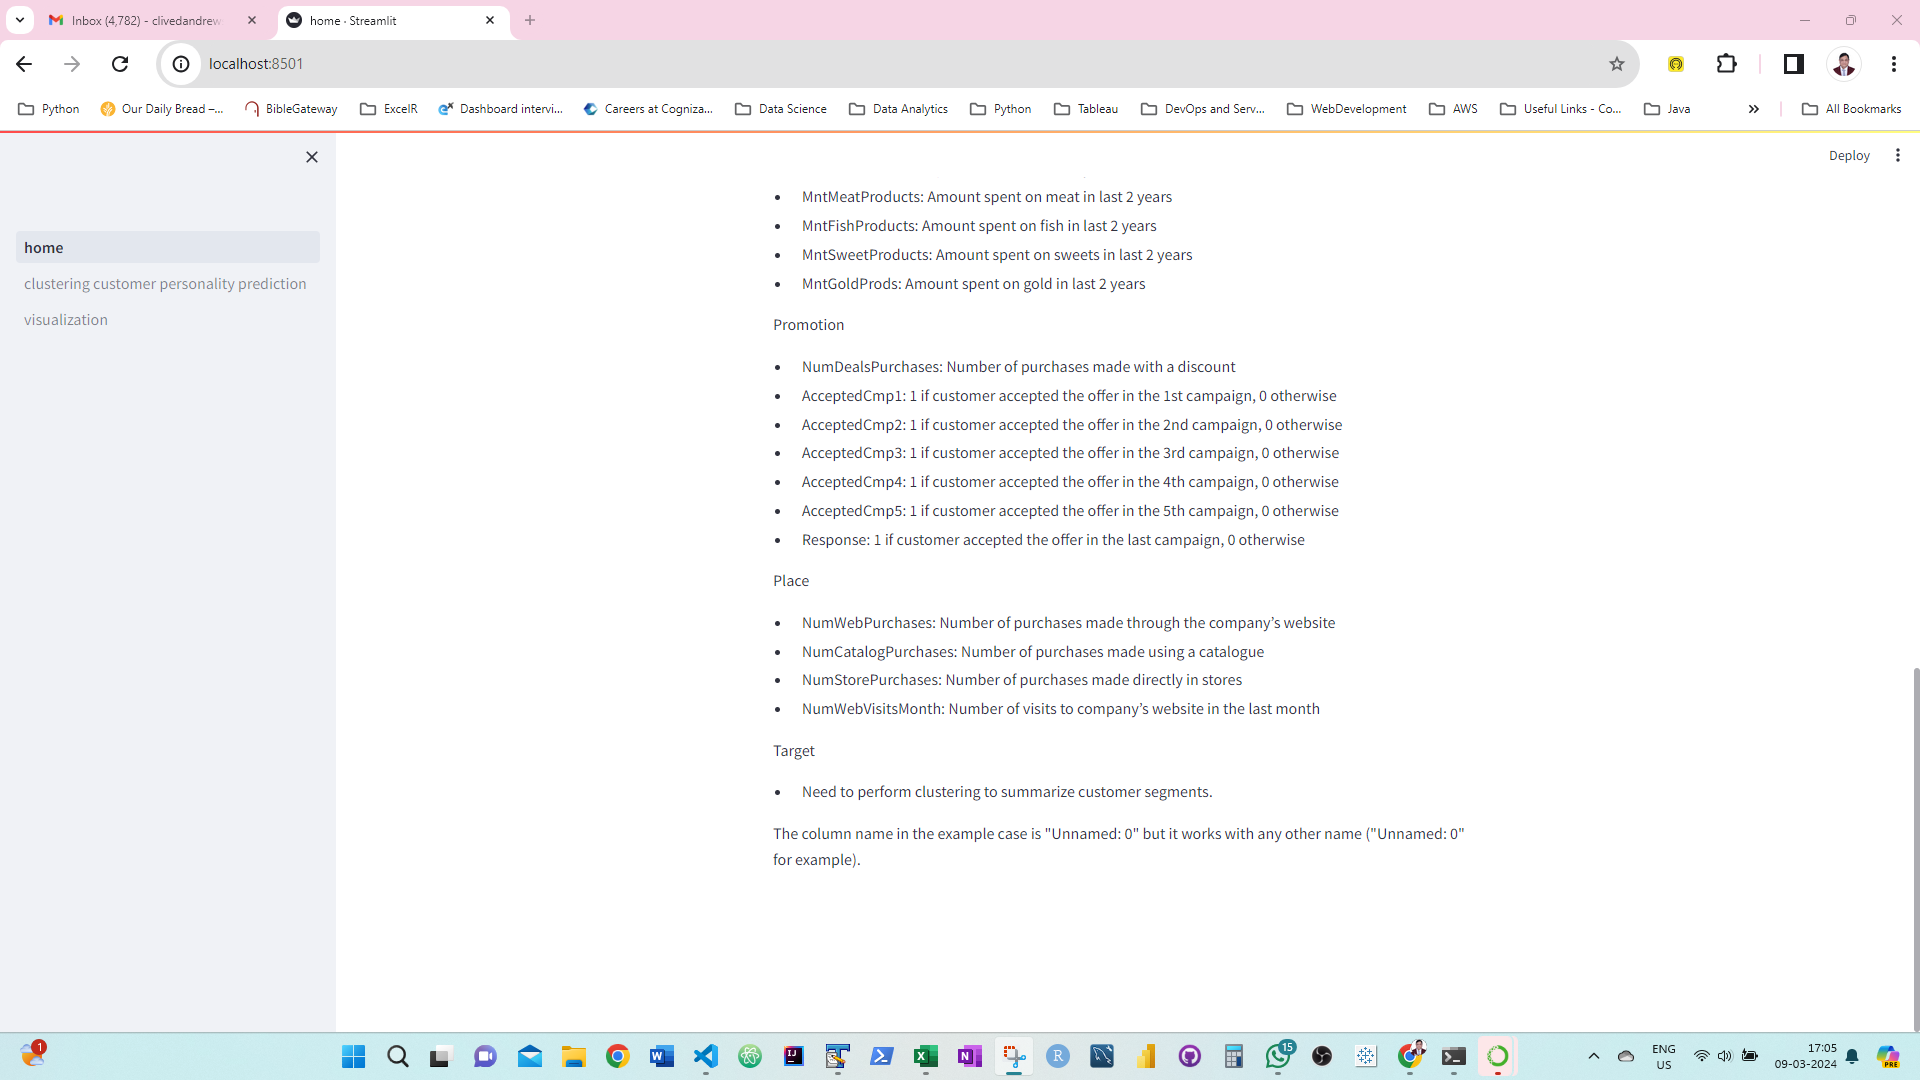 Inbox (4,782) - clivedandrew
home · Streamlit
localhost:8501
Python
Our Daily Bread –...
BibleGateway
ExcelR
Dashboard intervi...
Careers at Cogniza...
Data Science
Data Analytics
Python
Tableau
DevOps and Serv...
WebDevelopment
AWS
Useful Links - Co...
Java
All Bookmarks
Deploy
home
clustering customer personality prediction
visualization
• MntMeatProducts: Amount spent on meat in last 2 years
• MntFishProducts: Amount spent on fish in last 2 years
• MntSweetProducts: Amount spent on sweets in last 2 years
• MntGoldProds: Amount spent on gold in last 2 years
Promotion
• NumDealsPurchases: Number of purchases made with a discount
• AcceptedCmp1: 1 if customer accepted the offer in the 1st campaign, 0 otherwise
• AcceptedCmp2: 1 if customer accepted the offer in the 2nd campaign, 0 otherwise
• AcceptedCmp3: 1 if customer accepted the offer in the 3rd campaign, 0 otherwise
• AcceptedCmp4: 1 if customer accepted the offer in the 4th campaign, 0 otherwise
• AcceptedCmp5: 1 if customer accepted the offer in the 5th campaign, 0 otherwise
• Response: 1 if customer accepted the offer in the last campaign, 0 otherwise
Place
• NumWebPurchases: Number of purchases made through the company’s website
• NumCatalogPurchases: Number of purchases made using a catalogue
• NumStorePurchases: Number of purchases made directly in stores
• NumWebVisitsMonth: Number of visits to company’s website in the last month
Target
• Need to perform clustering to summarize customer segments.
The column name in the example case is "Unnamed: 0" but it works with any other name ("Unnamed: 0"
for example).
1
15
ENG
US
17:05
09-03-2024
PRE